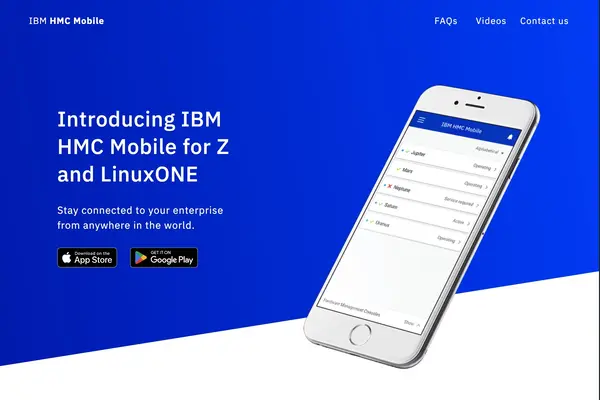 IBM HMC Mobile
FAQs Videos Contact us
Introducing IBM
HMC Mobile for Z
and LinuxONE
Stay connected to your enterprise
from anywhere in the world.
Download on the
App Store
GET IT ON
Google Play
IBM HMC Mobile
Alphabetical
Jupiter
Operating
Mars
Operating
Neptune
Service required
Saturn
Active
Uranus
Operating
Hardware Management Consoles
Show